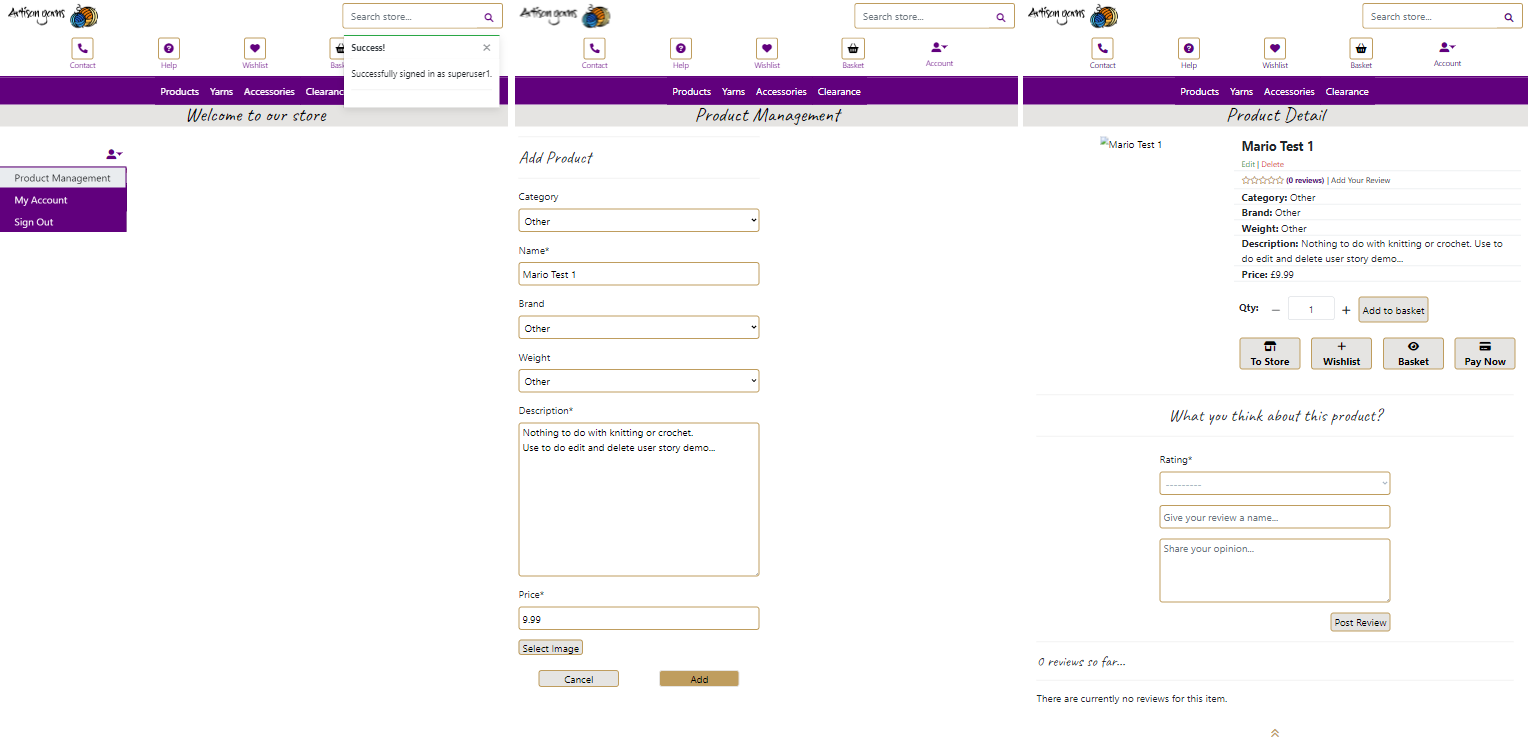 Artisan yarns
Search store...
Contact
Help
Wishlist
Bask
Success!
×
Successfully signed in as superuser1.
Products Yarns Accessories Clearanc
Welcome to our store
Product Management
My Account
Sign Out
Artisan yarns
Search store...
Contact
Help
Wishlist
Basket
Account
Products Yarns Accessories Clearance
Product Management
Add Product
Category
Other
Name*
Mario Test 1
Brand
Other
Weight
Other
Description*
Nothing to do with knitting or crochet.
Use to do edit and delete user story demo...
Price*
9.99
Select Image
Cancel
Add
Artisan yarns
Search store...
Contact
Help
Wishlist
Basket
Account
Products Yarns Accessories Clearance
Product Detail
Mario Test 1
Mario Test 1
Edit | Delete
(0 reviews) | Add Your Review
Category: Other
Brand: Other
Weight: Other
Description: Nothing to do with knitting or crochet. Use to
do edit and delete user story demo...
Price: £9.99
Qty: − 1 + Add to basket
To Store
Wishlist
Basket
Pay Now
What you think about this product?
Rating*
---------
Give your review a name...
Share your opinion...
Post Review
0 reviews so far...
There are currently no reviews for this item.